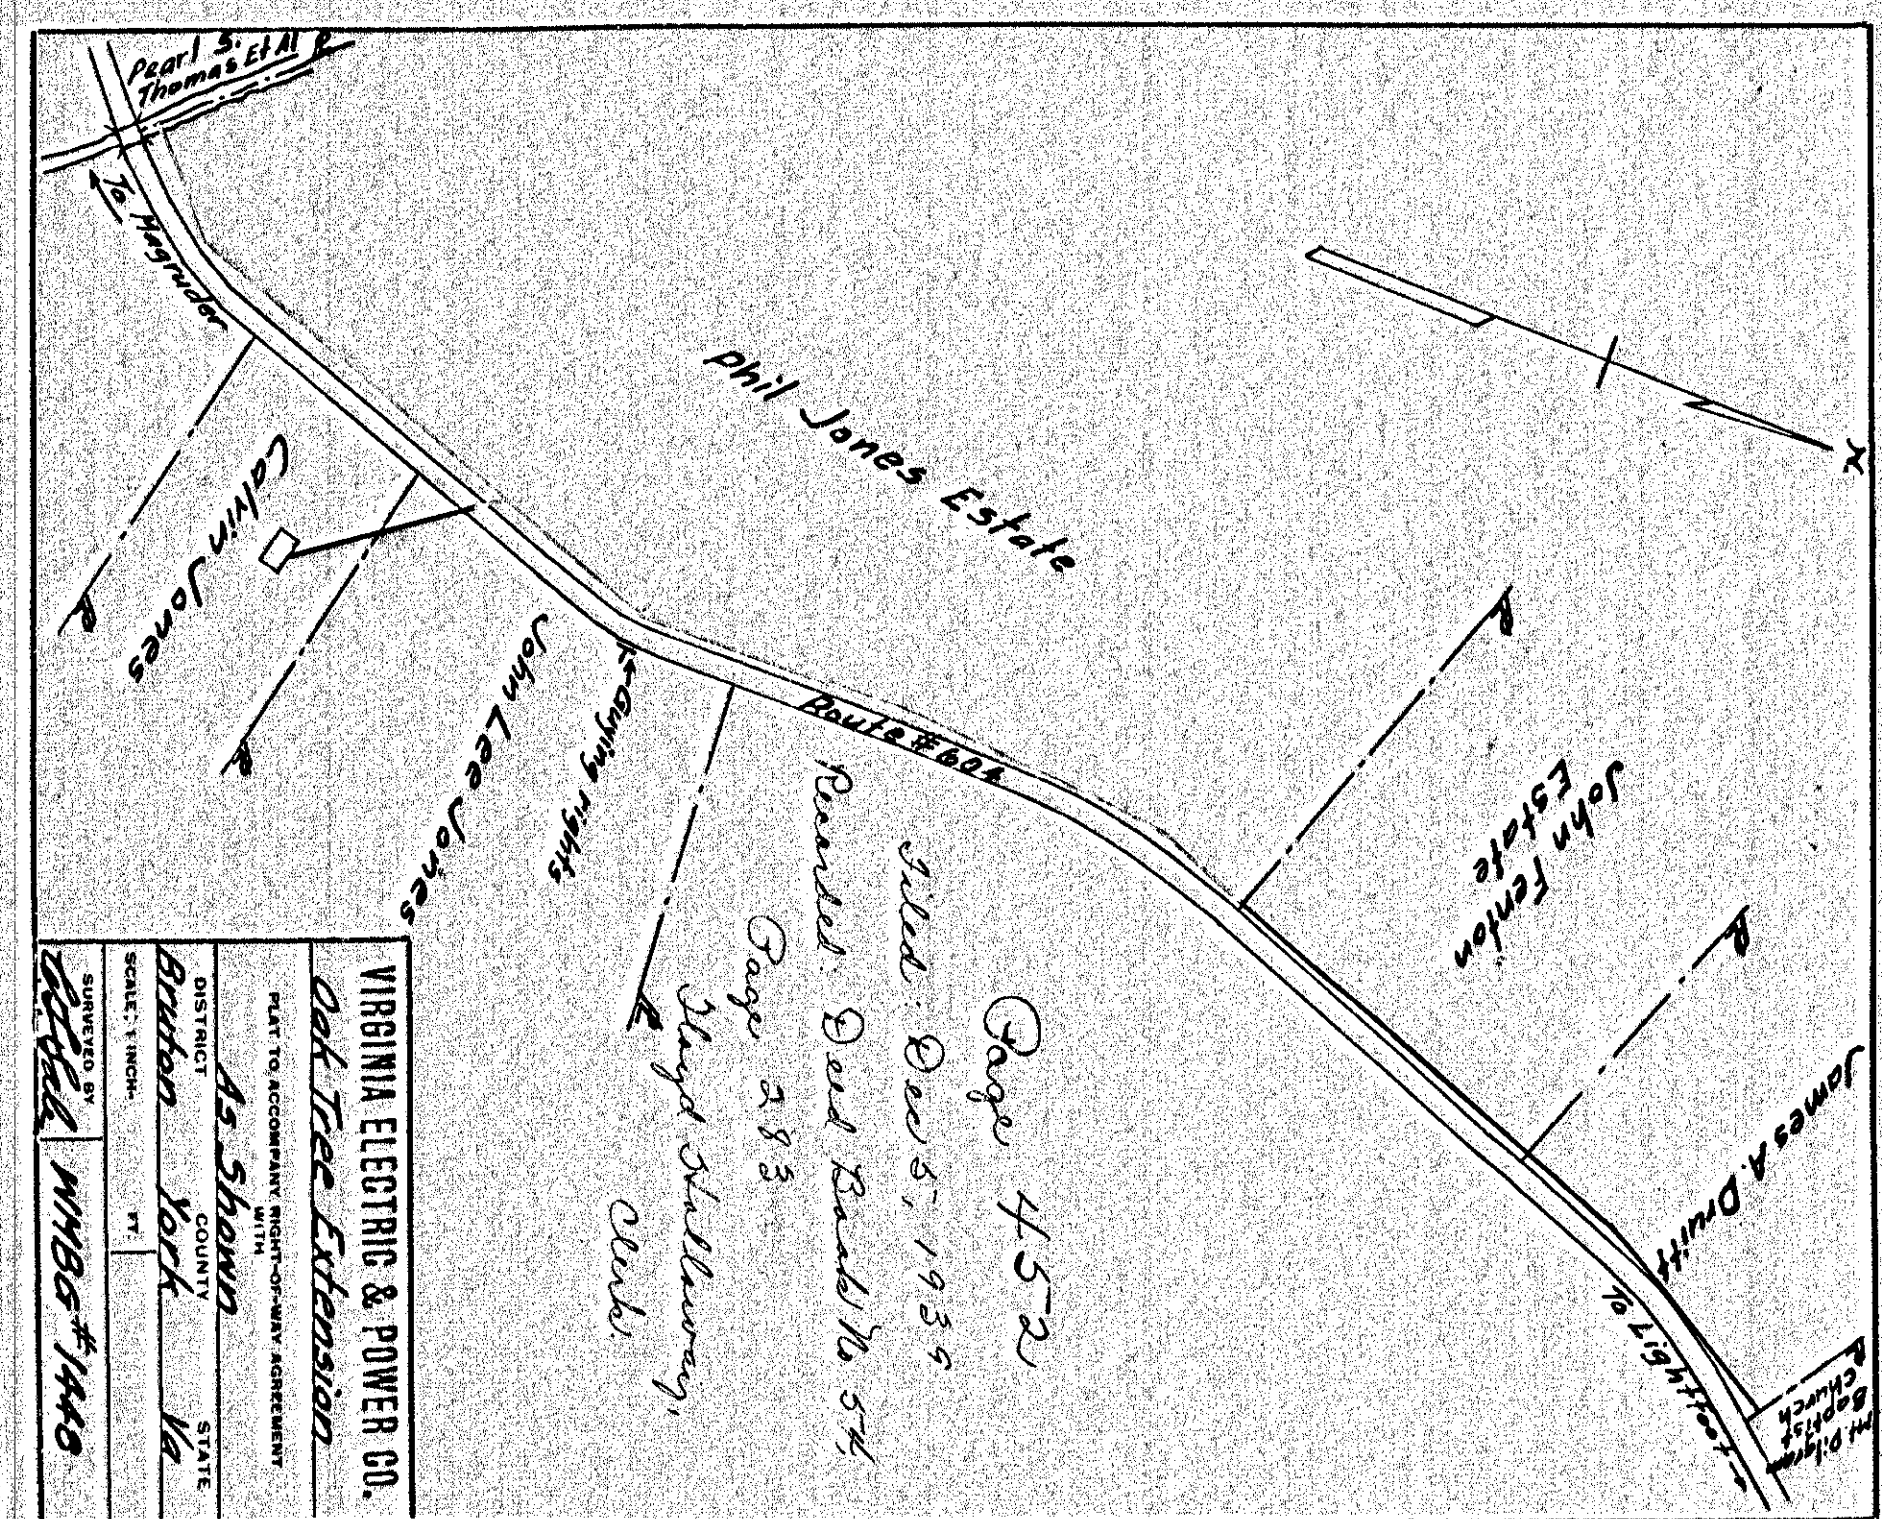 Pearl S.
Thomas Et Al
To Magruder
N
Phil Jones Estate
Calvin Jones
John Lee Jones
Guying rights
Route #604
John Fenton
Estate
James A. Druitt
To Lightfoot
Mt Pilgram
Baptist
Church
Page 452
Filed: Dec 5, 1939
Recorded: Deed Book No 54,
Page 283
Floyd Holloway,
Clerk.
VIRGINIA ELECTRIC & POWER CO.
Oak Tree Extension
PLAT TO ACCOMPANY RIGHT-OF-WAY AGREEMENT
WITH
As Shown
DISTRICT COUNTY STATE
Bruton York Va
SCALE: 1 INCH= FT
SURVEYED BY
WMBG #1440